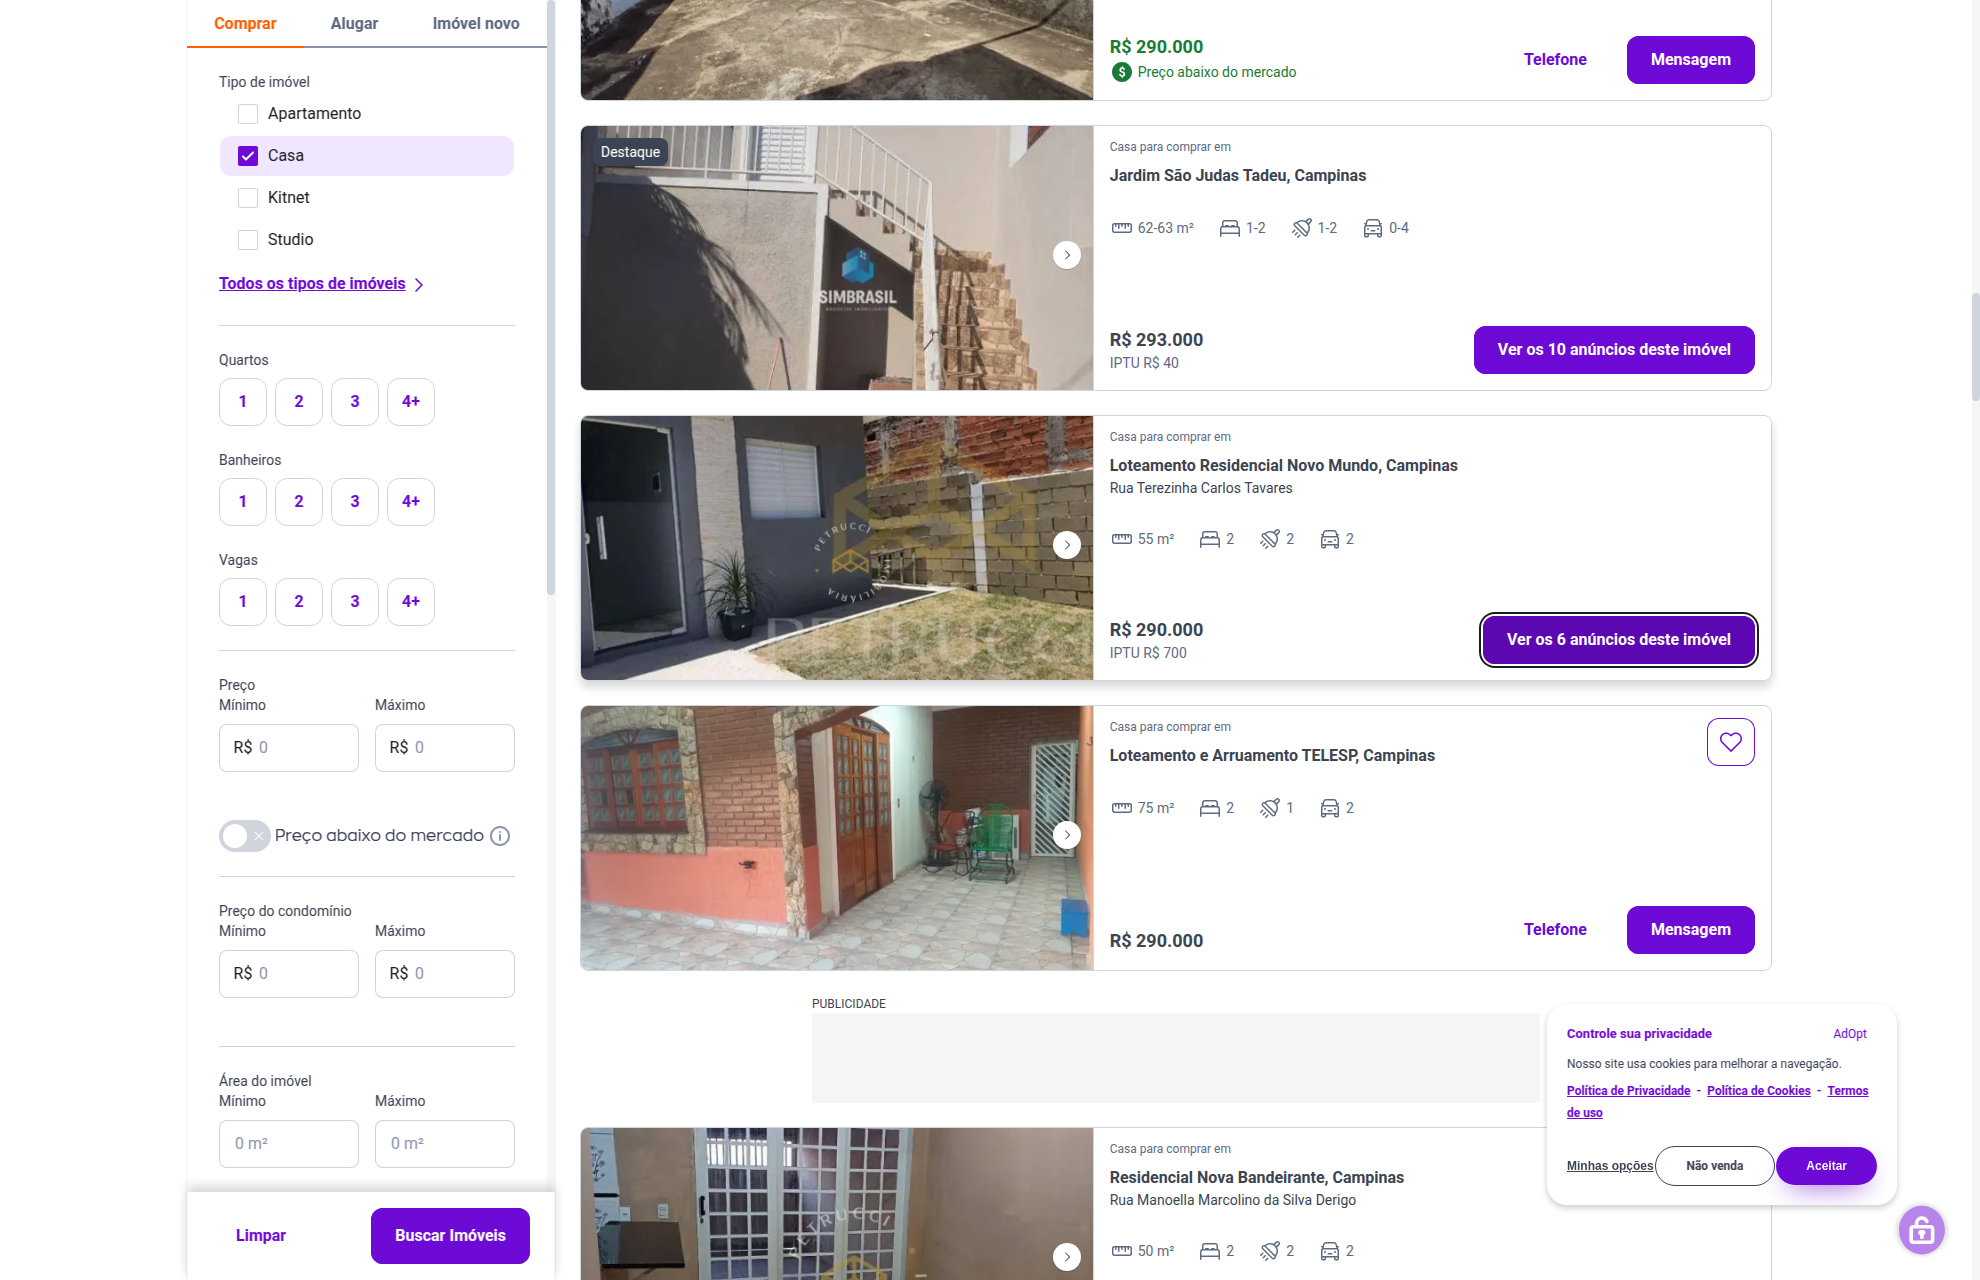 Comprar
Alugar
Imóvel novo
Tipo de imóvel
Apartamento
Casa
Kitnet
Studio
Todos os tipos de imóveis
Quartos
1
2
3
4+
Banheiros
1
2
3
4+
Vagas
1
2
3
4+
Preço
Mínimo
Máximo
R$ 0
R$ 0
Preço abaixo do mercado
Preço do condomínio
Mínimo
Máximo
R$ 0
R$ 0
Área do imóvel
Mínimo
Máximo
0 m²
0 m²
Limpar
Buscar Imóveis
R$ 290.000
Preço abaixo do mercado
Telefone
Mensagem
Destaque
SIMBRASIL
Casa para comprar em
Jardim São Judas Tadeu, Campinas
62-63 m²
1-2
1-2
0-4
R$ 293.000
IPTU R$ 40
Ver os 10 anúncios deste imóvel
PETRUCCI
IMOBILIÁRIA
PETRUCCI
Casa para comprar em
Loteamento Residencial Novo Mundo, Campinas
Rua Terezinha Carlos Tavares
55 m²
2
2
2
R$ 290.000
IPTU R$ 700
Ver os 6 anúncios deste imóvel
Casa para comprar em
Loteamento e Arruamento TELESP, Campinas
75 m²
2
1
2
R$ 290.000
Telefone
Mensagem
PUBLICIDADE
PETRUCCI
Casa para comprar em
Residencial Nova Bandeirante, Campinas
Rua Manoella Marcolino da Silva Derigo
50 m²
2
2
2
Controle sua privacidade
AdOpt
Nosso site usa cookies para melhorar a navegação.
Política de Privacidade - Política de Cookies - Termos
de uso
Minhas opções
Não venda
Aceitar